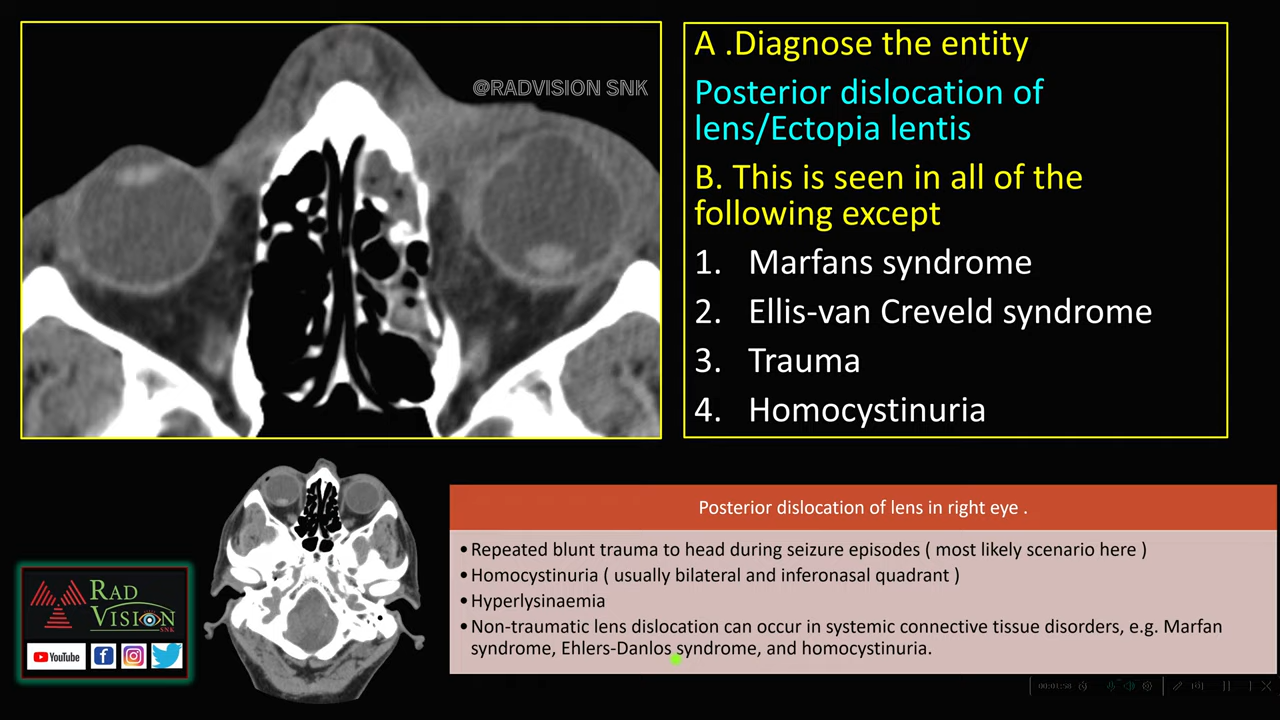 @RADVISION SNK
A .Diagnose the entity
Posterior dislocation of
lens/Ectopia lentis
B. This is seen in all of the
following except
1. Marfans syndrome
2. Ellis-van Creveld syndrome
3. Trauma
4. Homocystinuria
Posterior dislocation of lens in right eye .
• Repeated blunt trauma to head during seizure episodes ( most likely scenario here )
• Homocystinuria ( usually bilateral and inferonasal quadrant )
• Hyperlysinaemia
• Non-traumatic lens dislocation can occur in systemic connective tissue disorders, e.g. Marfan
syndrome, Ehlers-Danlos syndrome, and homocystinuria.
RAD
VISION
SNK
YouTube